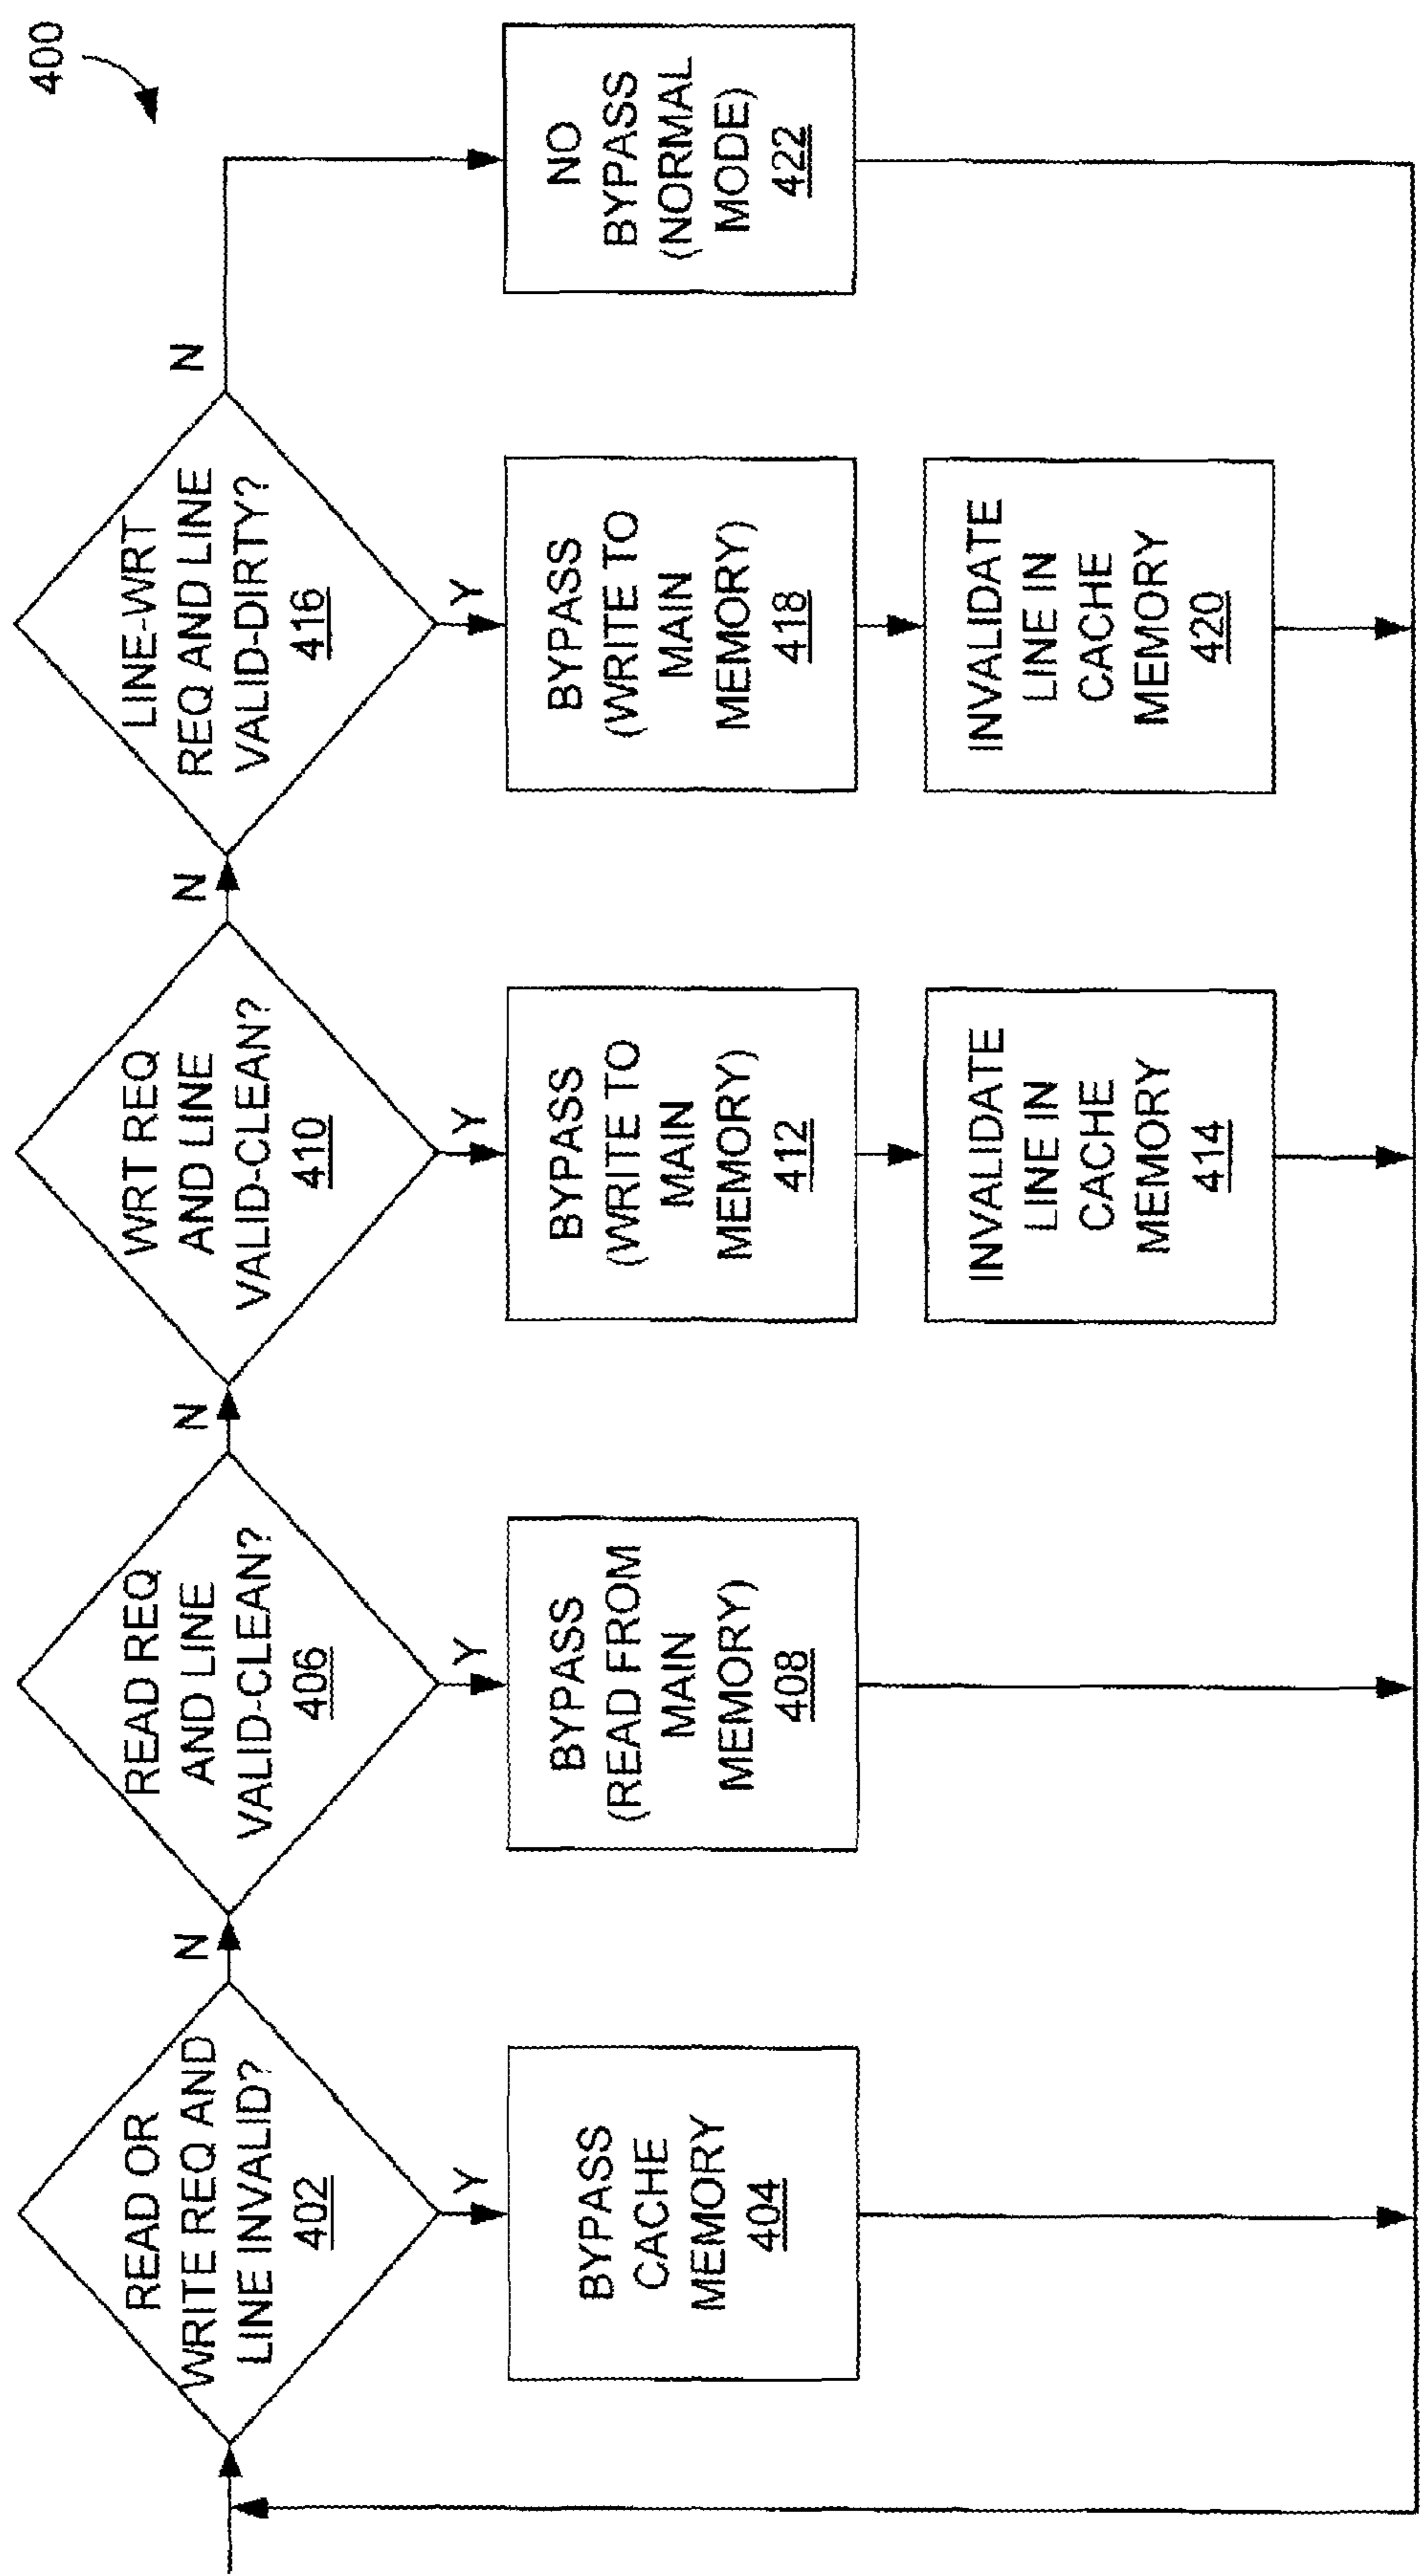 400
READ OR
WRITE REQ AND
LINE INVALID?
402
N
Y
BYPASS
CACHE
MEMORY
404
READ REQ
AND LINE
VALID-CLEAN?
406
N
Y
BYPASS
(READ FROM
MAIN
MEMORY)
408
WRT REQ
AND LINE
VALID-CLEAN?
410
N
Y
BYPASS
(WRITE TO
MAIN
MEMORY)
412
INVALIDATE
LINE IN
CACHE
MEMORY
414
LINE-WRT
REQ AND LINE
VALID-DIRTY?
416
N
Y
BYPASS
(WRITE TO
MAIN
MEMORY)
418
INVALIDATE
LINE IN
CACHE
MEMORY
420
NO
BYPASS
(NORMAL
MODE)
422